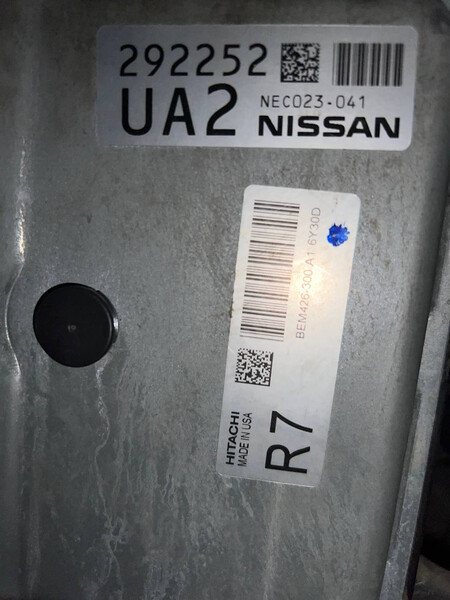 292252
UA2
NEC023-041
NISSAN
BEM426-300 A1 6Y30D
HITACHI
MADE IN USA
R7